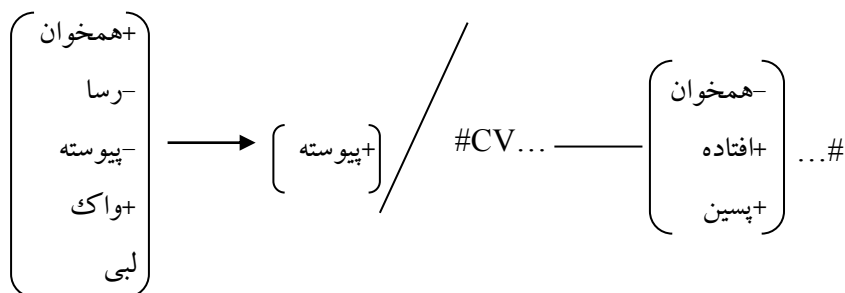 +همخوان
–رسا
–پیوسته
+واک
لبی
+پیوسته
#CV…
–همخوان
+افتاده
+پسین
…#